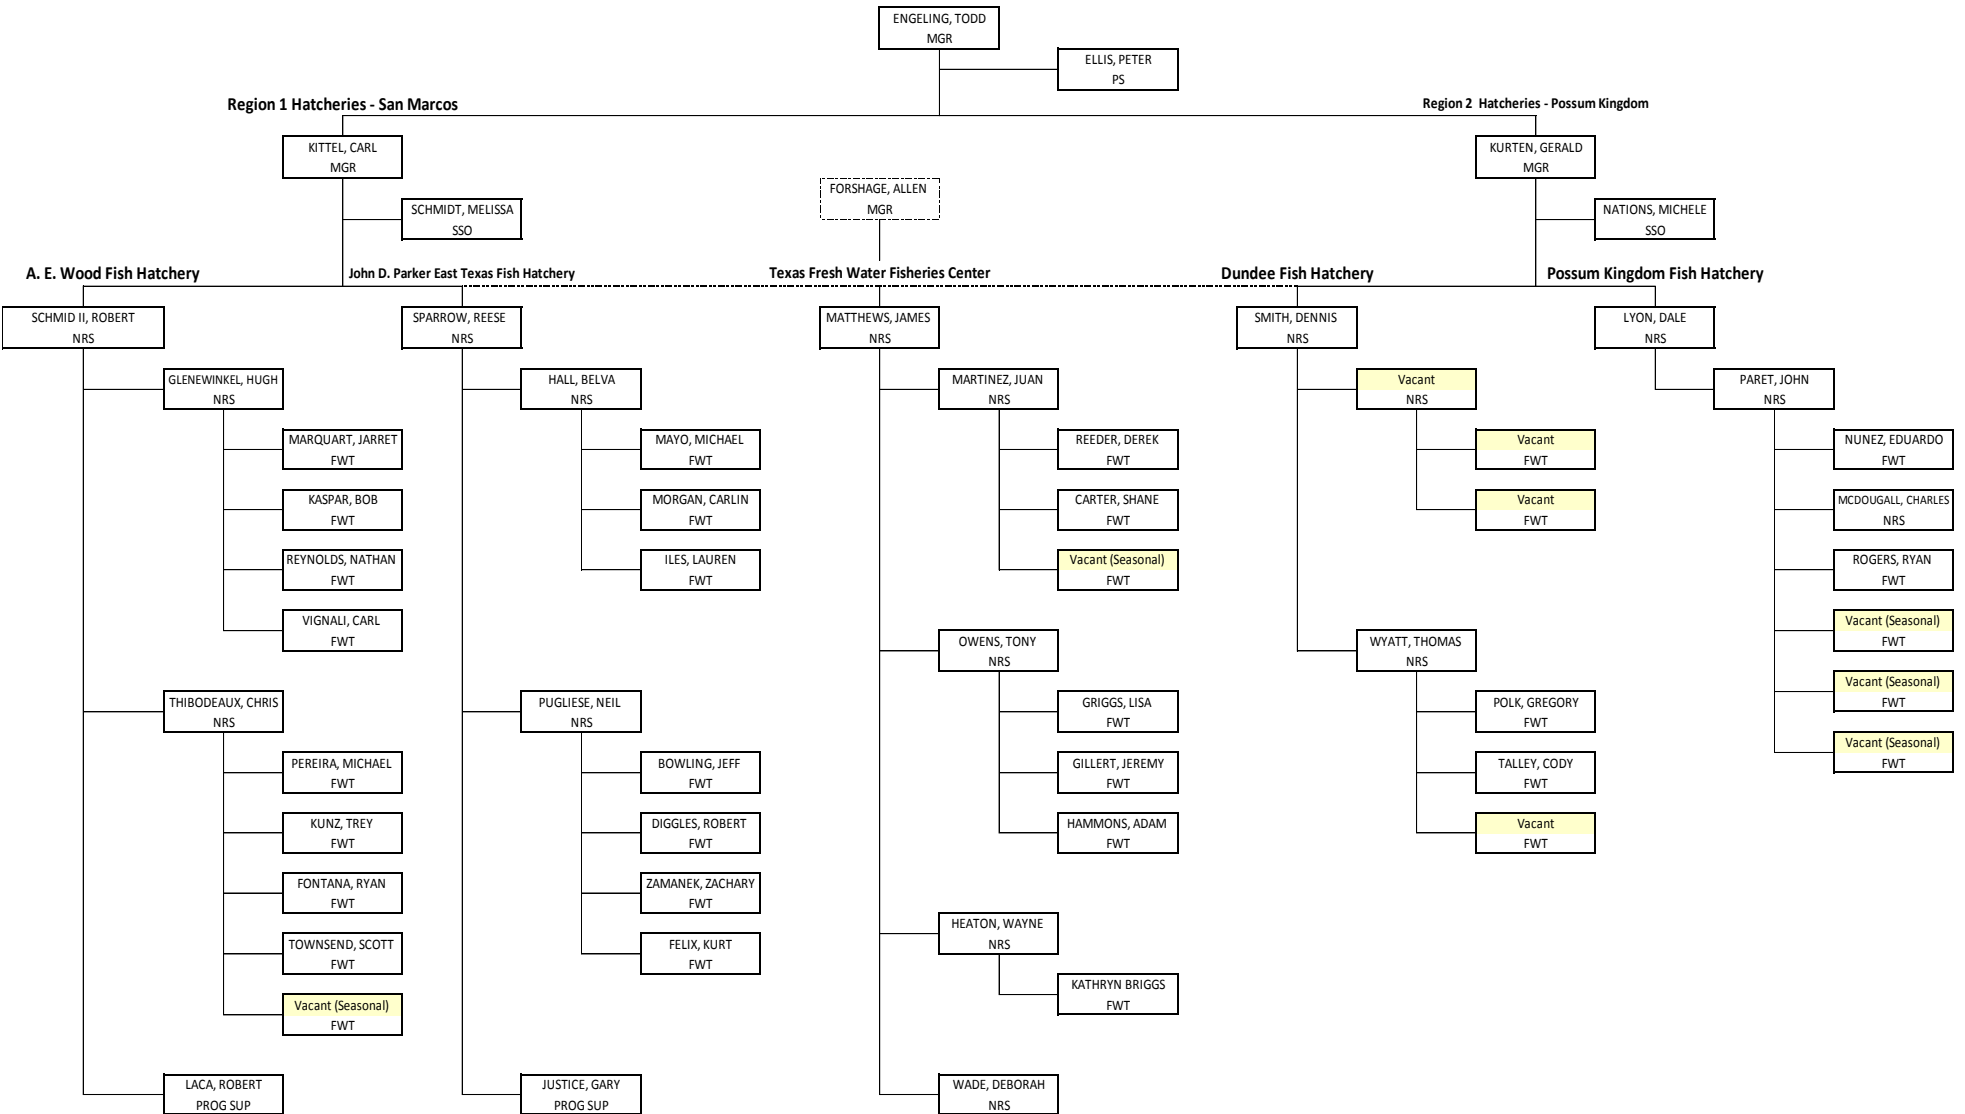 ENGELING, TODD
MGR
ELLIS, PETER
PS
Region 1 Hatcheries - San Marcos
Region 2 Hatcheries - Possum Kingdom
KITTEL, CARL
MGR
KURTEN, GERALD
MGR
FORSHAGE, ALLEN
MGR
SCHMIDT, MELISSA
SSO
NATIONS, MICHELE
SSO
A. E. Wood Fish Hatchery
John D. Parker East Texas Fish Hatchery
Texas Fresh Water Fisheries Center
Dundee Fish Hatchery
Possum Kingdom Fish Hatchery
SCHMID II, ROBERT
NRS
SPARROW, REESE
NRS
MATTHEWS, JAMES
NRS
SMITH, DENNIS
NRS
LYON, DALE
NRS
GLENEWINKEL, HUGH
NRS
HALL, BELVA
NRS
MARTINEZ, JUAN
NRS
Vacant
NRS
PARET, JOHN
NRS
MARQUART, JARRET
FWT
MAYO, MICHAEL
FWT
REEDER, DEREK
FWT
Vacant
FWT
NUNEZ, EDUARDO
FWT
KASPAR, BOB
FWT
MORGAN, CARLIN
FWT
CARTER, SHANE
FWT
Vacant
FWT
MCDOUGALL, CHARLES
NRS
REYNOLDS, NATHAN
FWT
ILES, LAUREN
FWT
Vacant (Seasonal)
FWT
ROGERS, RYAN
FWT
VIGNALI, CARL
FWT
OWENS, TONY
NRS
WYATT, THOMAS
NRS
Vacant (Seasonal)
FWT
THIBODEAUX, CHRIS
NRS
PUGLIESE, NEIL
NRS
GRIGGS, LISA
FWT
POLK, GREGORY
FWT
Vacant (Seasonal)
FWT
PEREIRA, MICHAEL
FWT
BOWLING, JEFF
FWT
GILLERT, JEREMY
FWT
TALLEY, CODY
FWT
Vacant (Seasonal)
FWT
KUNZ, TREY
FWT
DIGGLES, ROBERT
FWT
HAMMONS, ADAM
FWT
Vacant
FWT
FONTANA, RYAN
FWT
ZAMANEK, ZACHARY
FWT
HEATON, WAYNE
NRS
TOWNSEND, SCOTT
FWT
FELIX, KURT
FWT
KATHRYN BRIGGS
FWT
Vacant (Seasonal)
FWT
LACA, ROBERT
PROG SUP
JUSTICE, GARY
PROG SUP
WADE, DEBORAH
NRS